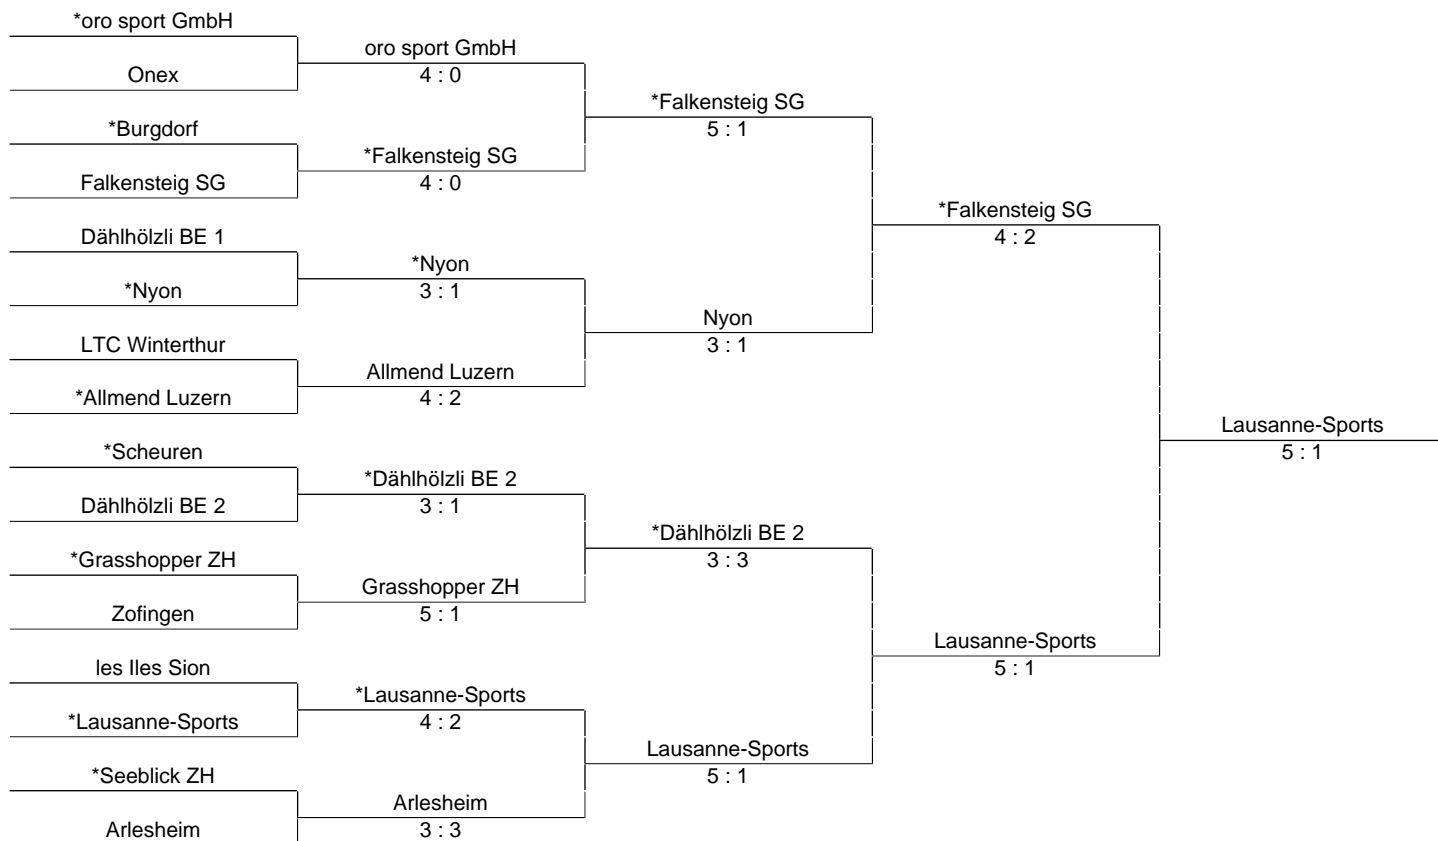 *oro sport GmbH
oro sport GmbH
Onex
4 : 0
*Falkensteig SG
*Burgdorf
5 : 1
*Falkensteig SG
Falkensteig SG
4 : 0
*Falkensteig SG
Dählhölzli BE 1
4 : 2
*Nyon
*Nyon
3 : 1
Nyon
LTC Winterthur
3 : 1
Allmend Luzern
*Allmend Luzern
4 : 2
Lausanne-Sports
*Scheuren
5 : 1
*Dählhölzli BE 2
Dählhölzli BE 2
3 : 1
*Dählhölzli BE 2
*Grasshopper ZH
3 : 3
Grasshopper ZH
Zofingen
5 : 1
Lausanne-Sports
les Iles Sion
5 : 1
*Lausanne-Sports
*Lausanne-Sports
4 : 2
Lausanne-Sports
*Seeblick ZH
5 : 1
Arlesheim
Arlesheim
3 : 3